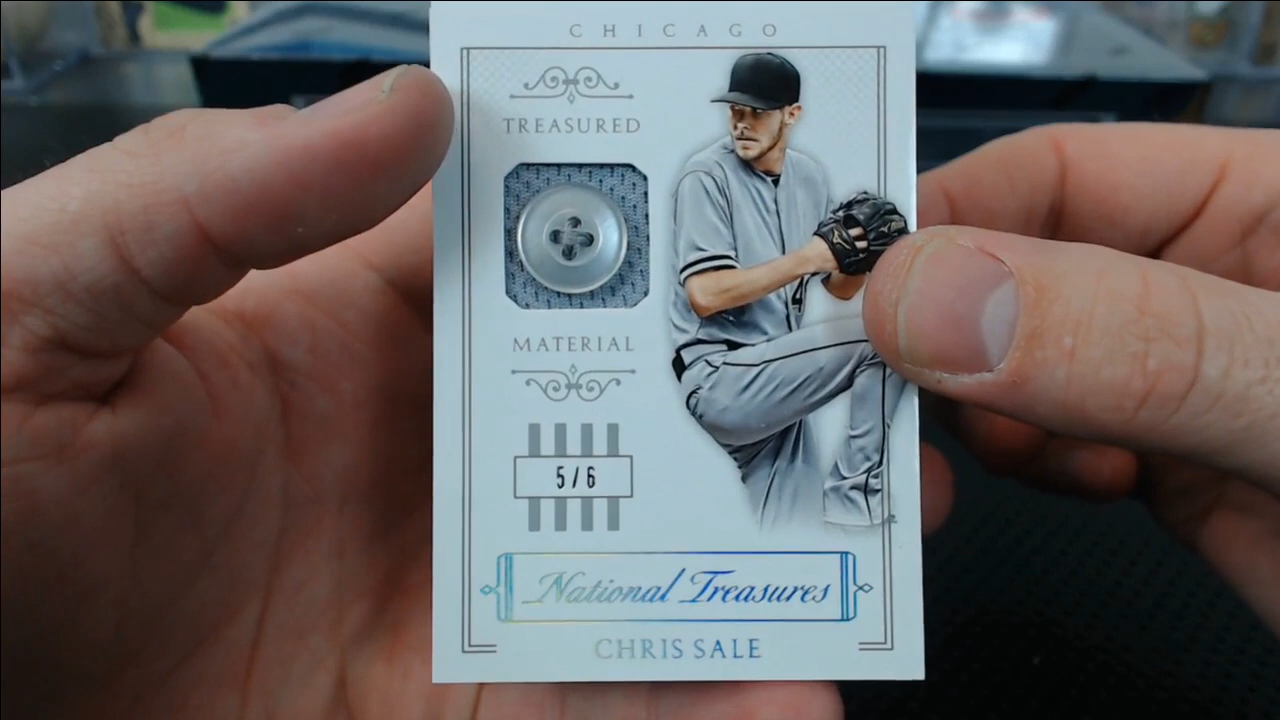 CHICAGO
TREASURED
MATERIAL
5/6
National Treasures
CHRIS SALE